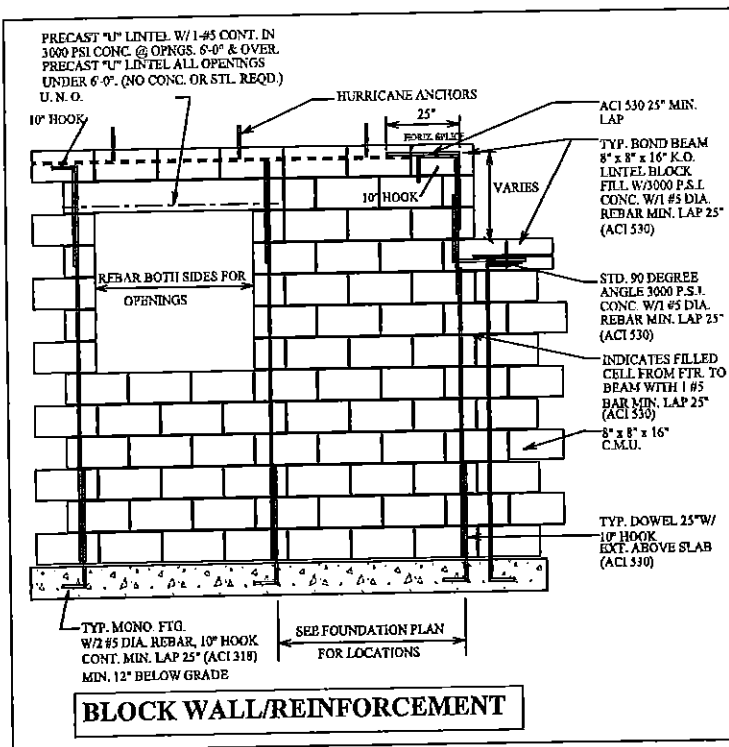 PRECAST "U" LINTEL W/ 1-#5 CONT. IN
3000 PSI CONC. @ OPNGS. 6'-0" & OVER.
PRECAST "U" LINTEL ALL OPENINGS
UNDER 6'-0". (NO CONC. OR STL. REQD.)
U. N. O.
10" HOOK
HURRICANE ANCHORS
25"
HORIZ. SPLICE
10" HOOK
VARIES
ACI 530 25" MIN.
LAP
TYP. BOND BEAM
8" x 8" x 16" K.O.
LINTEL BLOCK
FILL W/3000 P.S.I.
CONC. W/1 #5 DIA.
REBAR MIN. LAP 25"
(ACI 530)
REBAR BOTH SIDES FOR
OPENINGS
STD. 90 DEGREE
ANGLE 3000 P.S.I.
CONC. W/1 #5 DIA.
REBAR MIN. LAP 25"
(ACI 530)
INDICATES FILLED
CELL FROM FTR. TO
BEAM WITH 1 #5
BAR MIN. LAP 25"
(ACI 530)
8" x 8" x 16"
C.M.U.
TYP. DOWEL 25" W/
10" HOOK
EXT. ABOVE SLAB
(ACI 530)
TYP. MONO. FTG.
W/2 #5 DIA. REBAR, 10" HOOK
CONT. MIN. LAP 25" (ACI 318)
MIN. 12" BELOW GRADE
SEE FOUNDATION PLAN
FOR LOCATIONS
BLOCK WALL/REINFORCEMENT